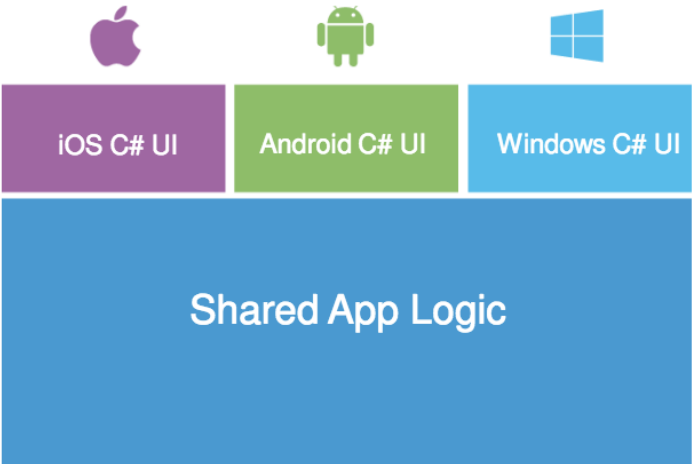 iOS C# UI
Android C# UI
Windows C# UI
Shared App Logic